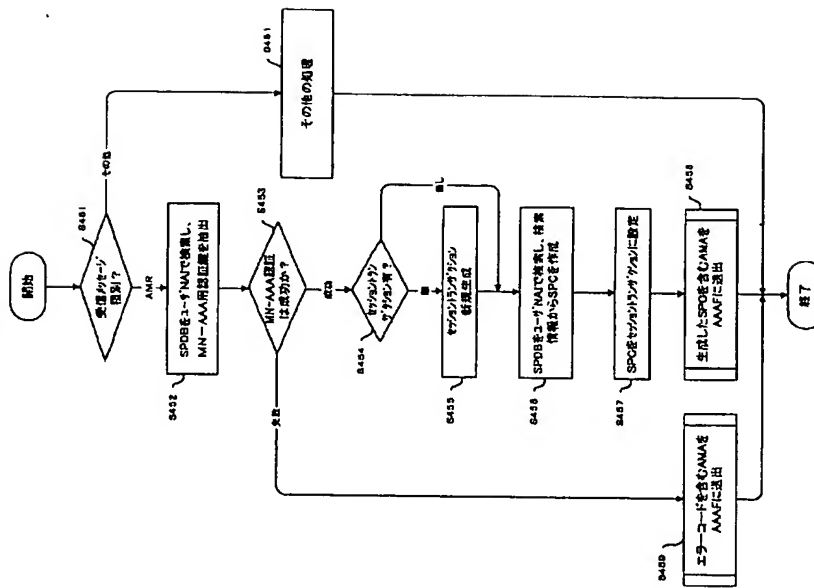 開始
S451
受信メッセージ
種別?
その他
AMR
S461
その他の処理
S452
SPDBをユーザNAIで検索し、
MN-AAA用認証鍵を抽出
S453
MN-AAA認証
は成功か?
失敗
成功
S454
セッショントラン
ザクション有?
S455
セッショントランザクション
新規生成
S456
SPDBをユーザNAIで検索し、検索
情報からSPCを作成
S457
SPCをセッショントランザクションに設定
S458
生成したSPCを含むAMAを
AAAFに送出
エラーコードを含むAMAを
AAAFに送出
終了